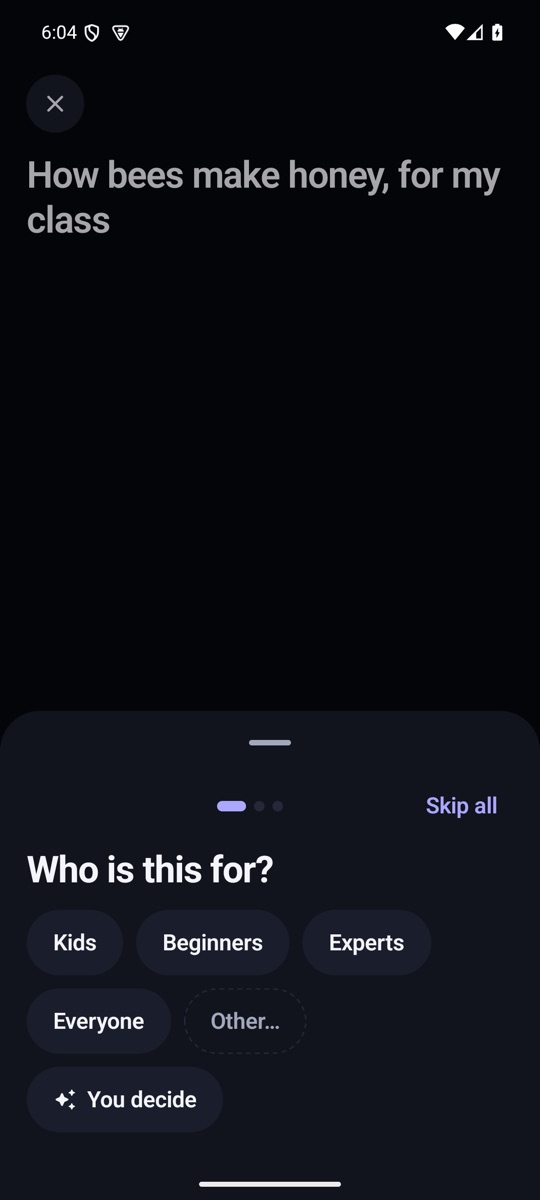 6:04
How bees make honey, for my
class
Skip all
Who is this for?
Kids Beginners Experts
Everyone Other...
You decide